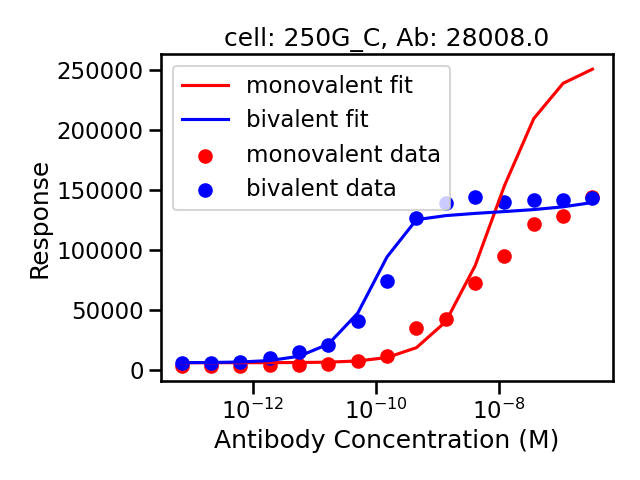 cell: 250G_C, Ab: 28008.0
250000
200000
150000
100000
50000
0
Response
monovalent fit
bivalent fit
monovalent data
bivalent data
10⁻¹²
10⁻¹⁰
10⁻⁸
Antibody Concentration (M)